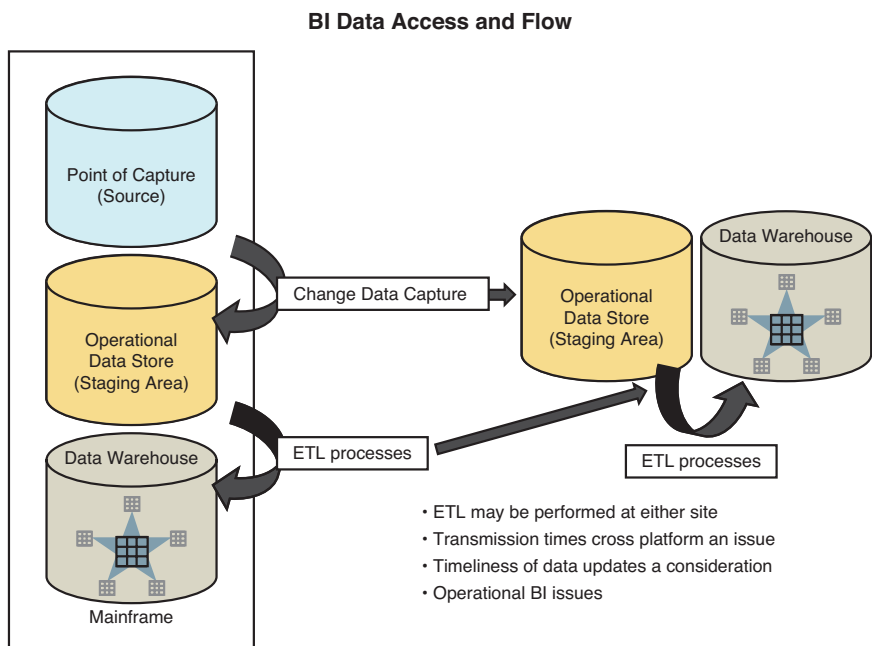 BI Data Access and Flow
Point of Capture
(Source)
Change Data Capture
Operational
Data Store
(Staging Area)
ETL processes
Data Warehouse
Mainframe
Operational
Data Store
(Staging Area)
Data Warehouse
ETL processes
• ETL may be performed at either site
• Transmission times cross platform an issue
• Timeliness of data updates a consideration
• Operational BI issues